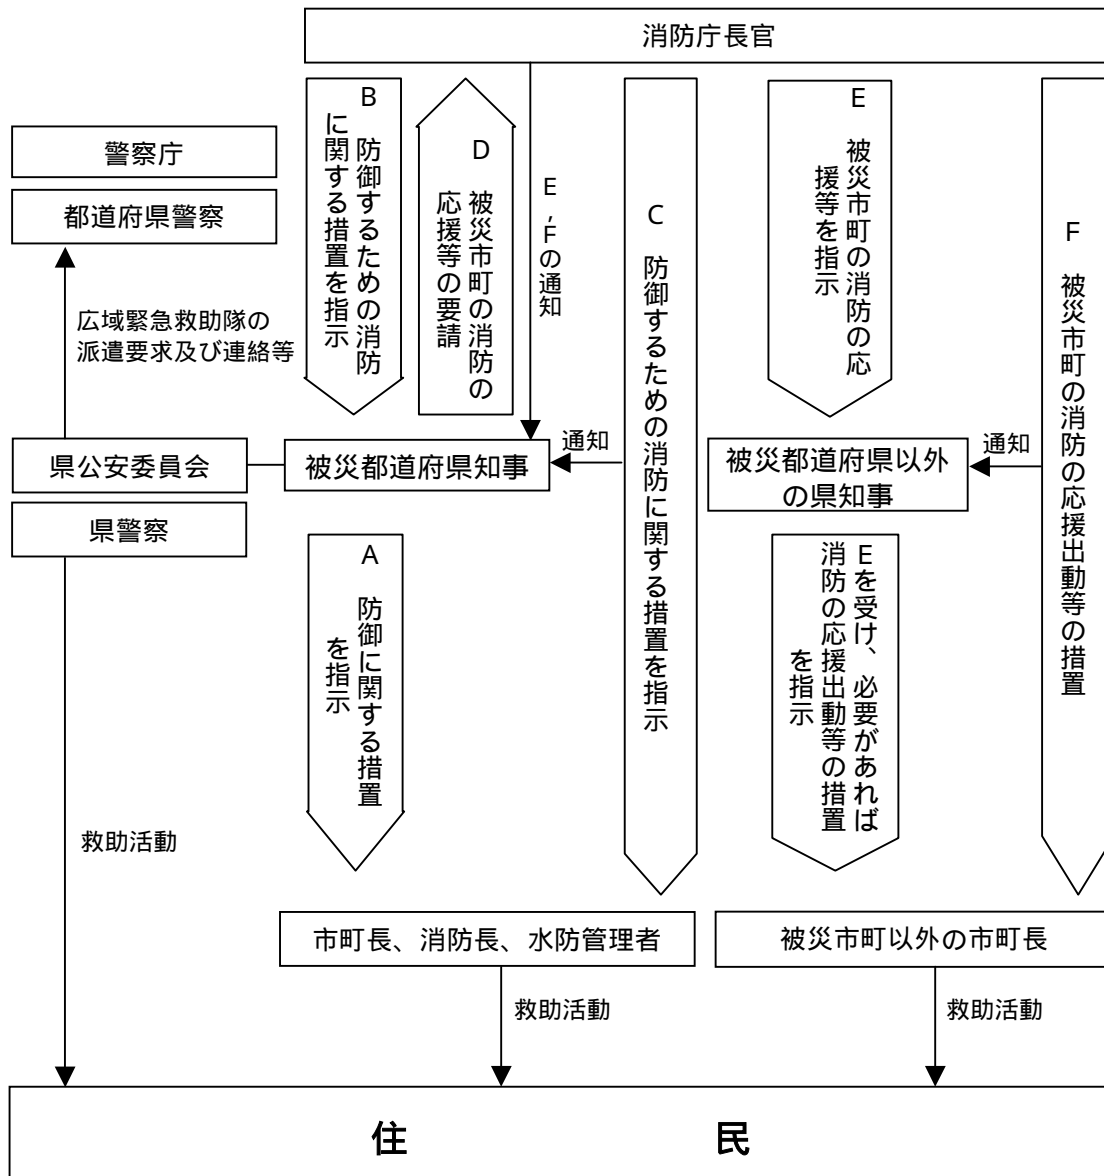 消防庁長官
警察庁
都道府県警察
広域緊急救助隊の
派遣要求及び連絡等
B　防御するための消防
に関する措置を指示
D　被災市町の消防の
応援等の要請
E,Fの通知
C　防御するための消防に関する措置を指示
E　被災市町の消防の応
援等を指示
F　被災市町の消防の応援出動等の措置
県公安委員会
県警察
被災都道府県知事
通知
被災都道府県以外
の県知事
通知
A　防御に関する措置
を指示
Eを受け、必要があれば
消防の応援出動等の措置
を指示
救助活動
市町長、消防長、水防管理者
被災市町以外の市町長
救助活動
救助活動
住　民